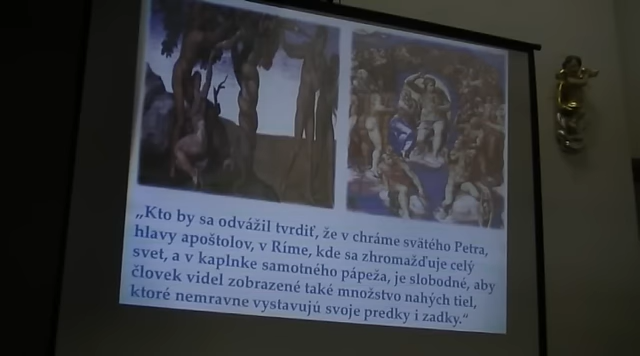 „Kto by sa odvážil tvrdiť, že v chráme svätého Petra,
hlavy apoštolov, v Ríme, kde sa zhromažďuje celý
svet, a v kaplnke samotného pápeža, je slobodné, aby
človek videl zobrazené také množstvo nahých tiel,
ktoré nemravne vystavujú svoje predky i zadky.“